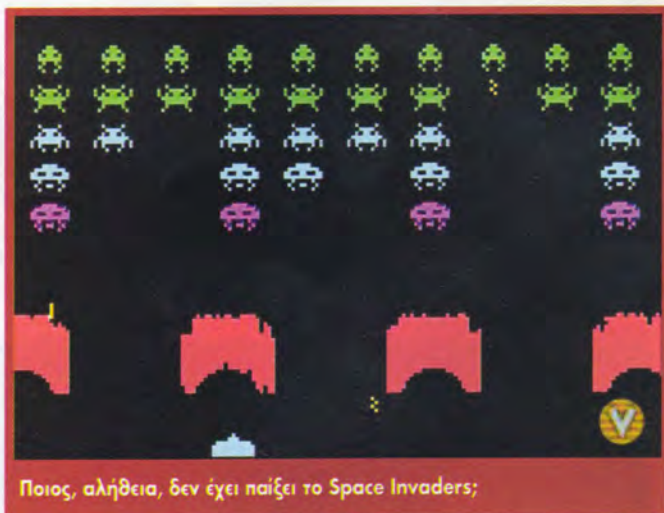 V
Ποιος, αλήθεια, δεν έχει παίξει το Space Invaders;